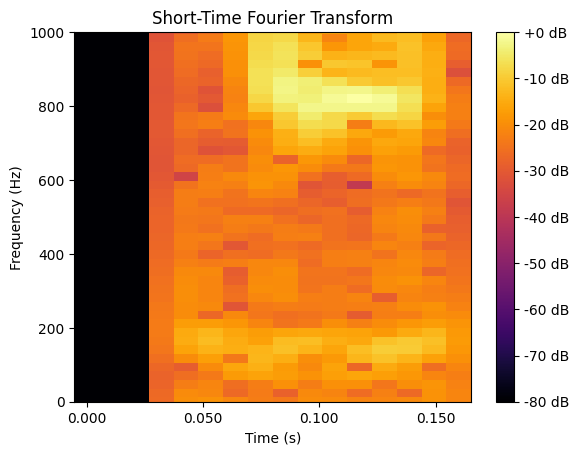 Short-Time Fourier Transform
1000
800
600
400
200
0
Frequency (Hz)
0.000
0.050
0.100
0.150
Time (s)
+0 dB
-10 dB
-20 dB
-30 dB
-40 dB
-50 dB
-60 dB
-70 dB
-80 dB